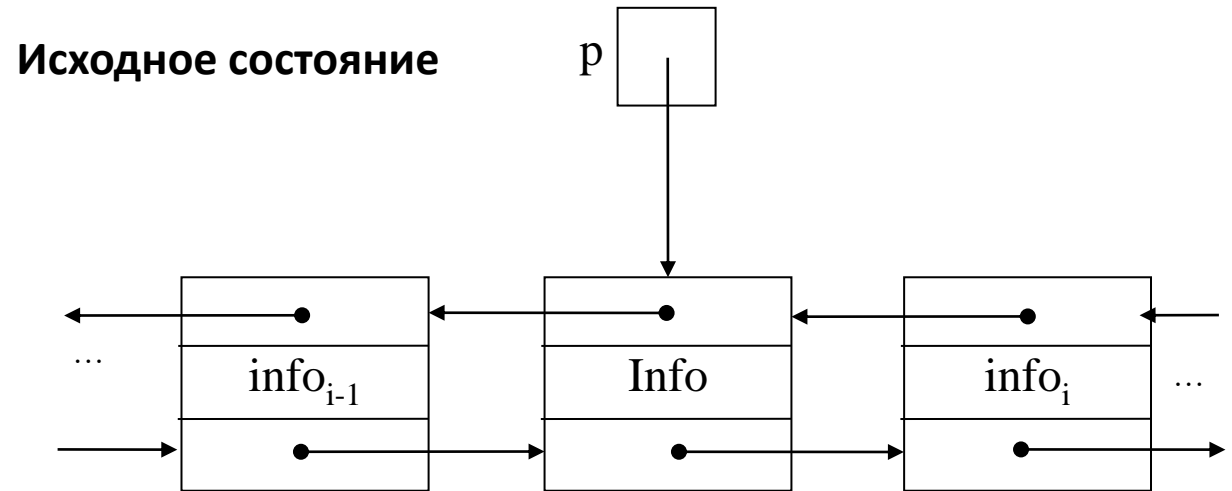 Исходное состояние
p
... info_{i-1} Info info_i ...